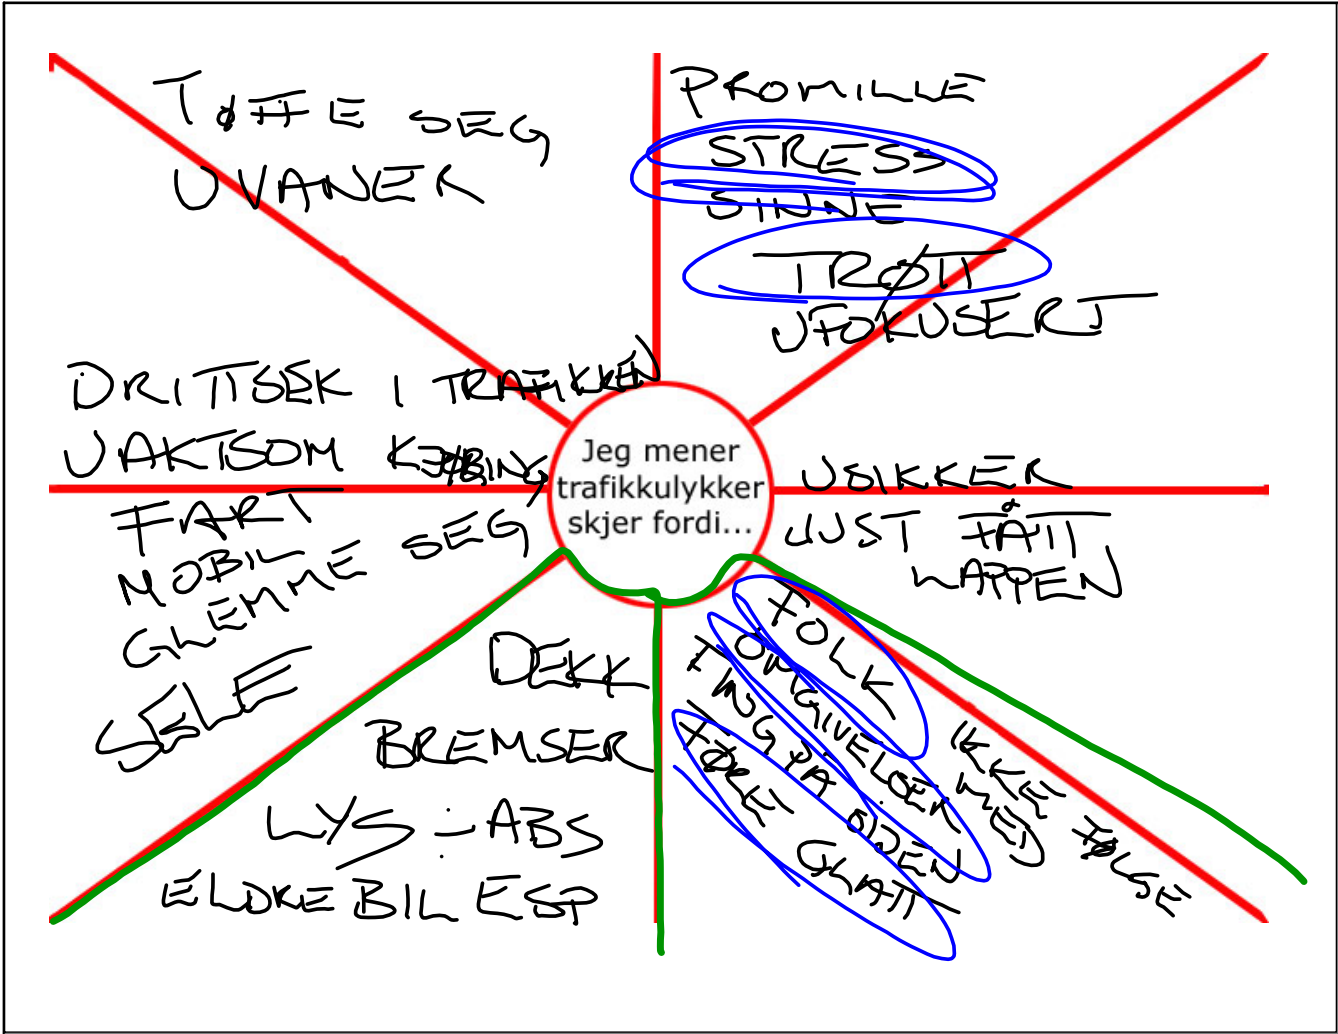 TØFFE SEG
UVANER
PROMILLE
STRESS
SINNE
TRØTT
UFOKUSERT
DRITTSEK I TRAFIKKEN
UAKTSOM KJØRING
FART
MOBIL
GLEMME SEG
SELE
Jeg mener
trafikkulykker
skjer fordi...
USIKKER
JUST FÅTT
LAPPEN
DEKK
BREMSER
LYS - ABS
ELDRE BIL ESP
FOLK
OMGIVELSER
TING PÅ
FØRE GLATT
IKKE FØLGE
MED